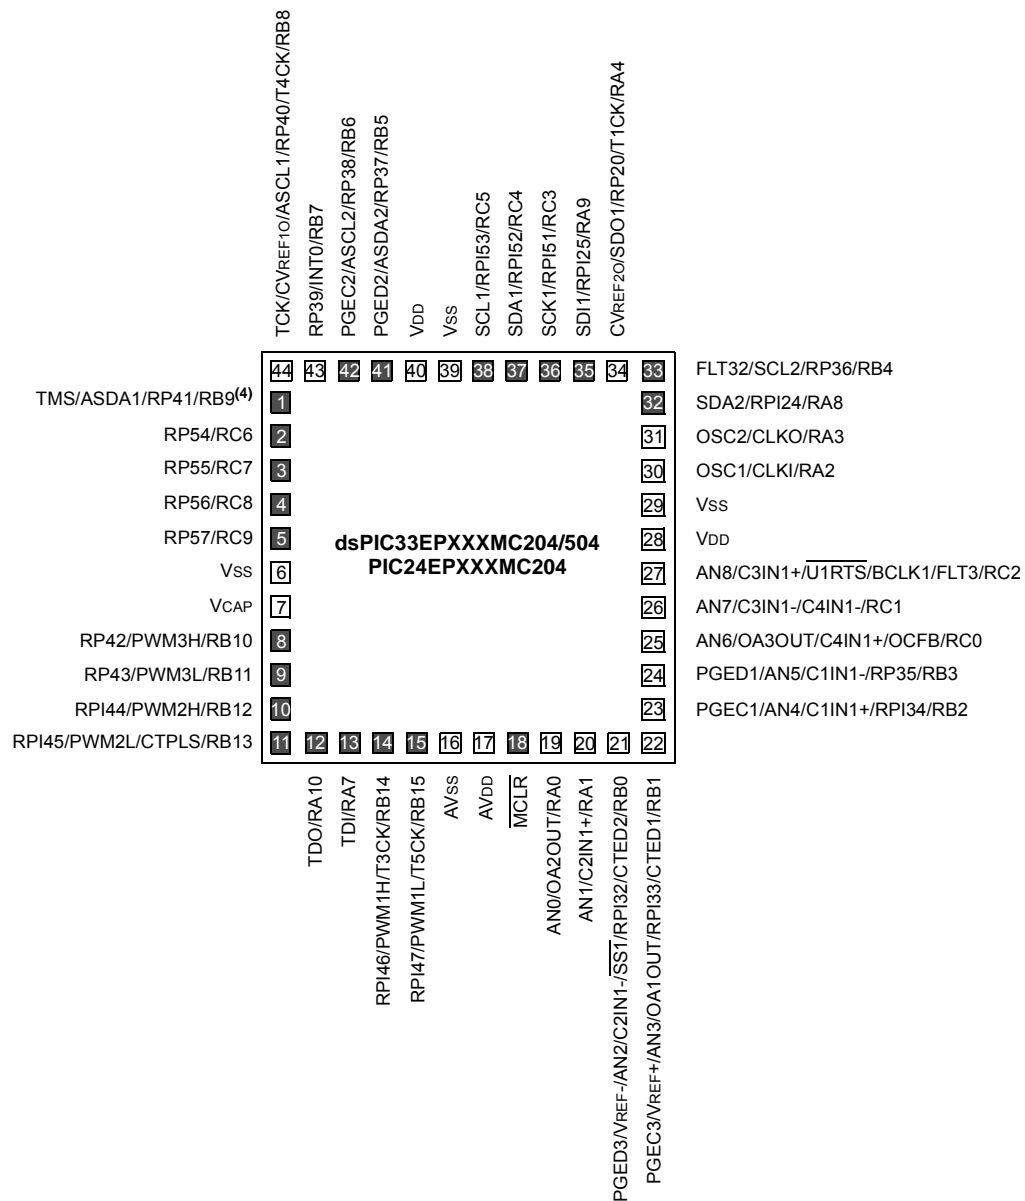 TCK/CVREF1O/ASCL1/RP40/T4CK/RB8
RP39/INT0/RB7
PGEC2/ASCL2/RP38/RB6
PGED2/ASDA2/RP37/RB5
VDD
VSS
SCL1/RPI53/RC5
SDA1/RPI52/RC4
SCK1/RPI51/RC3
SDI1/RPI25/RA9
CVREF2O/SDO1/RP20/T1CK/RA4
44 43 42 41 40 39 38 37 36 35 34 33 FLT32/SCL2/RP36/RB4
TMS/ASDA1/RP41/RB9(4) 1 32 SDA2/RPI24/RA8
RP54/RC6 2 31 OSC2/CLKO/RA3
RP55/RC7 3 30 OSC1/CLKI/RA2
RP56/RC8 4 29 VSS
RP57/RC9 5 dsPIC33EPXXXMC204/504 28 VDD
VSS 6 PIC24EPXXXMC204 27 AN8/C3IN1+/U1RTS/BCLK1/FLT3/RC2
VCAP 7 26 AN7/C3IN1-/C4IN1-/RC1
RP42/PWM3H/RB10 8 25 AN6/OA3OUT/C4IN1+/OCFB/RC0
RP43/PWM3L/RB11 9 24 PGED1/AN5/C1IN1-/RP35/RB3
RPI44/PWM2H/RB12 10 23 PGEC1/AN4/C1IN1+/RPI34/RB2
RPI45/PWM2L/CTPLS/RB13 11 12 13 14 15 16 17 18 19 20 21 22
TDO/RA10
TDI/RA7
RPI46/PWM1H/T3CK/RB14
RPI47/PWM1L/T5CK/RB15
AVSS
AVDD
MCLR
AN0/OA2OUT/RA0
AN1/C2IN1+/RA1
PGED3/VREF-/AN2/C2IN1-/SS1/RPI32/CTED2/RB0
PGEC3/VREF+/AN3/OA1OUT/RPI33/CTED1/RB1